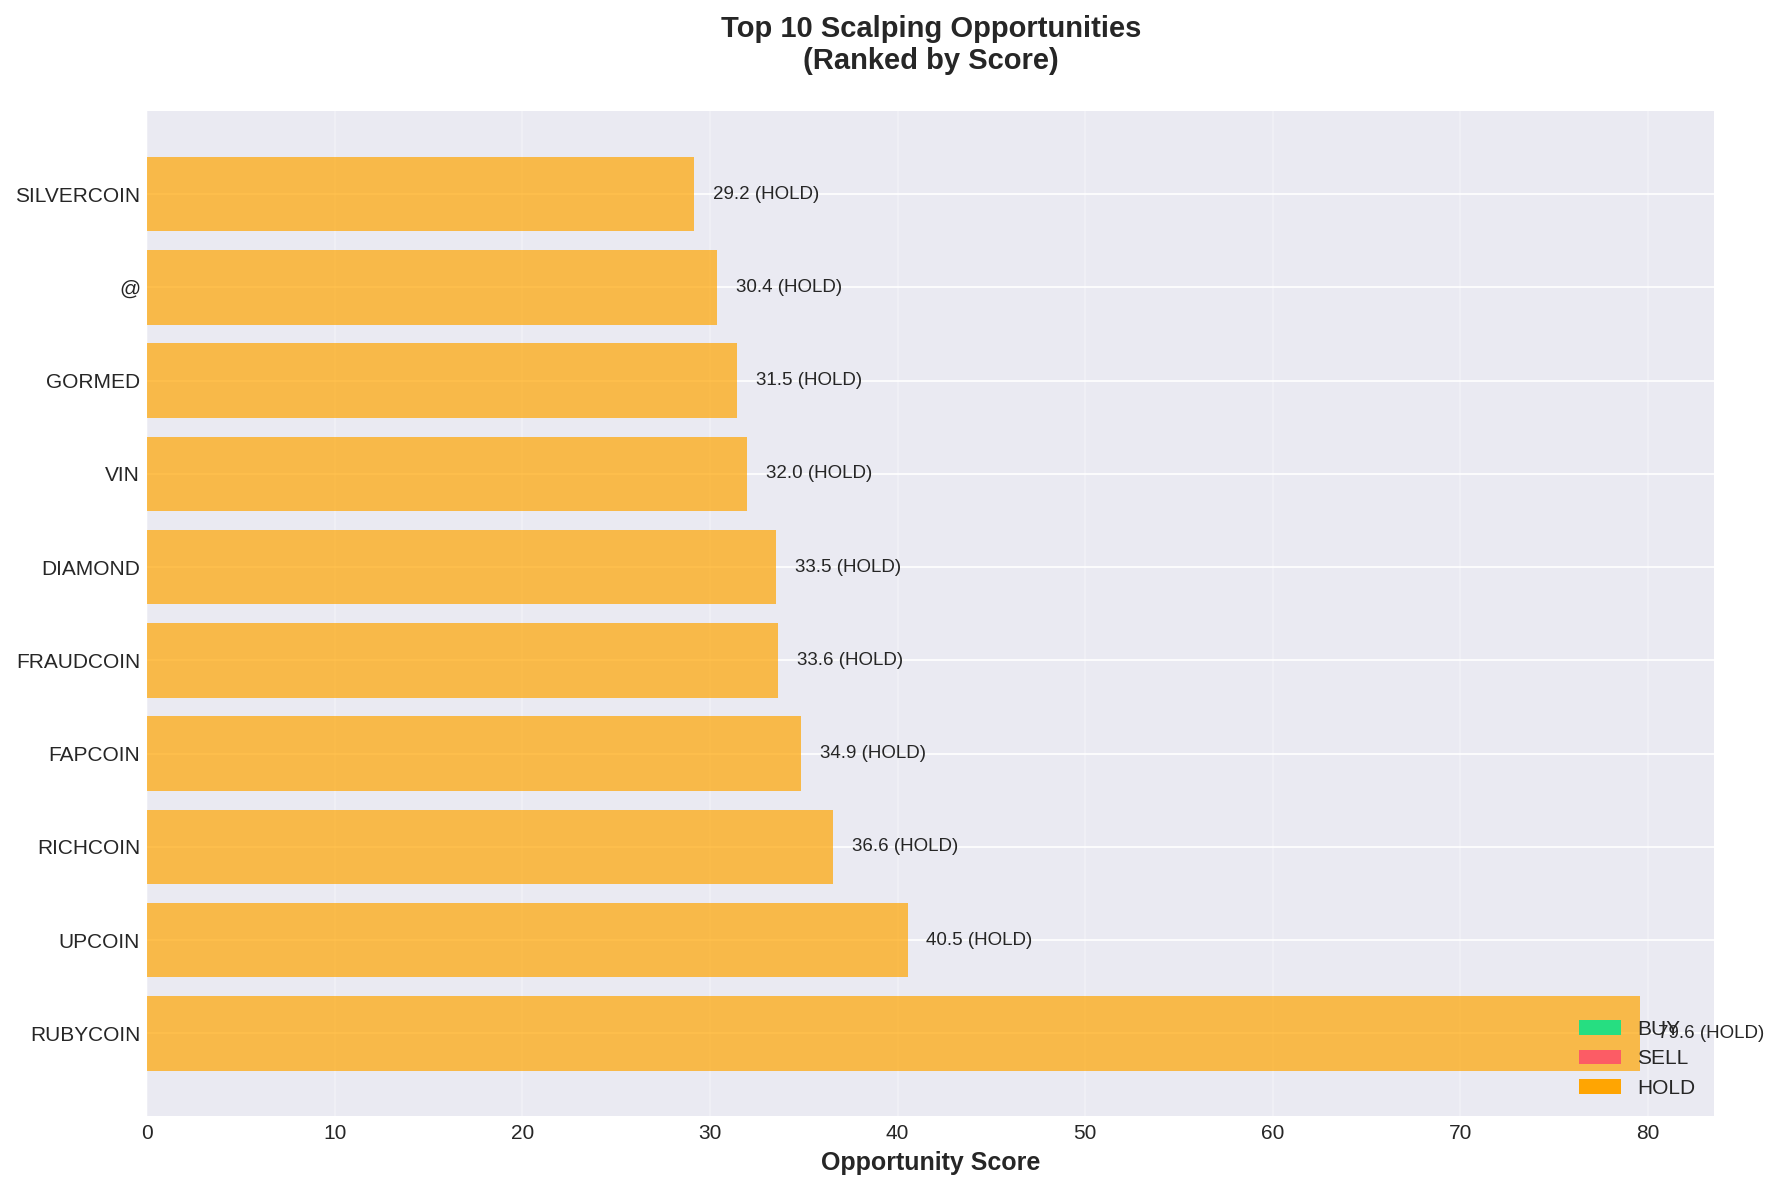 Top 10 Scalping Opportunities
(Ranked by Score)
SILVERCOIN 29.2 (HOLD)
@ 30.4 (HOLD)
GORMED 31.5 (HOLD)
VIN 32.0 (HOLD)
DIAMOND 33.5 (HOLD)
FRAUDCOIN 33.6 (HOLD)
FAPCOIN 34.9 (HOLD)
RICHCOIN 36.6 (HOLD)
UPCOIN 40.5 (HOLD)
RUBYCOIN 79.6 (HOLD)
BUY
SELL
HOLD
0 10 20 30 40 50 60 70 80
Opportunity Score